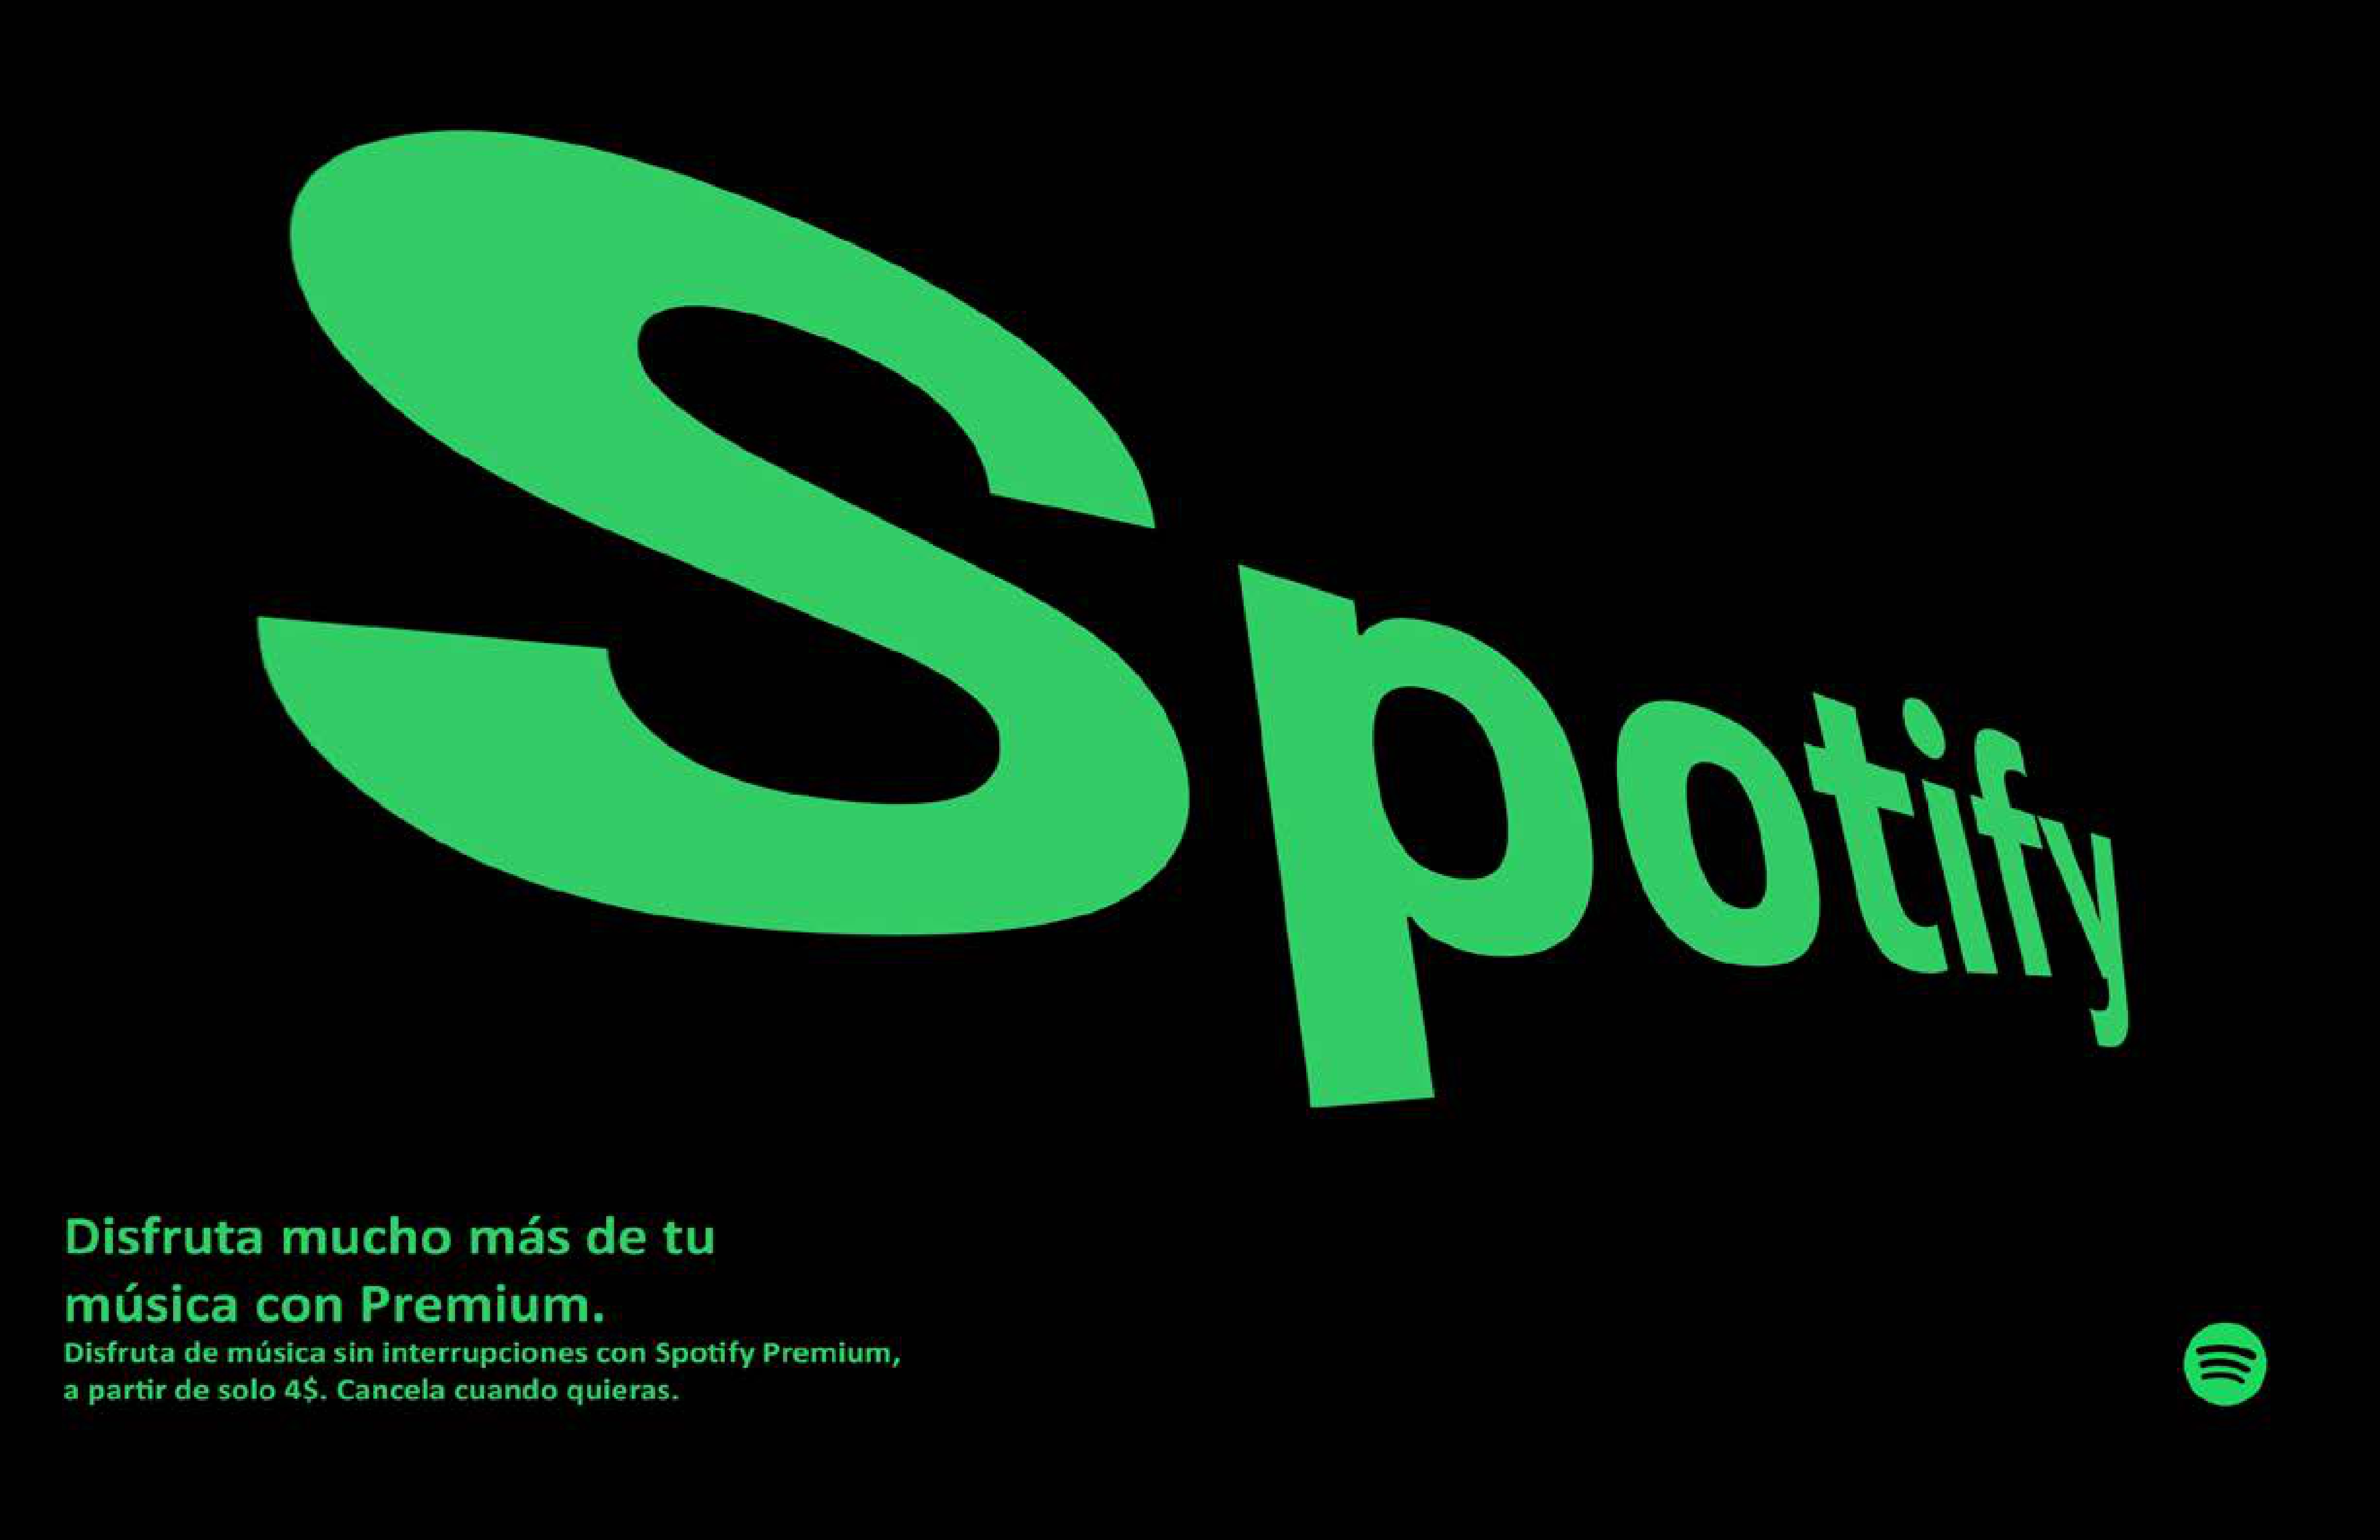 Spotify
Disfruta mucho más de tu
música con Premium.
Disfruta de música sin interrupciones con Spotify Premium,
a partir de solo 4$. Cancela cuando quieras.